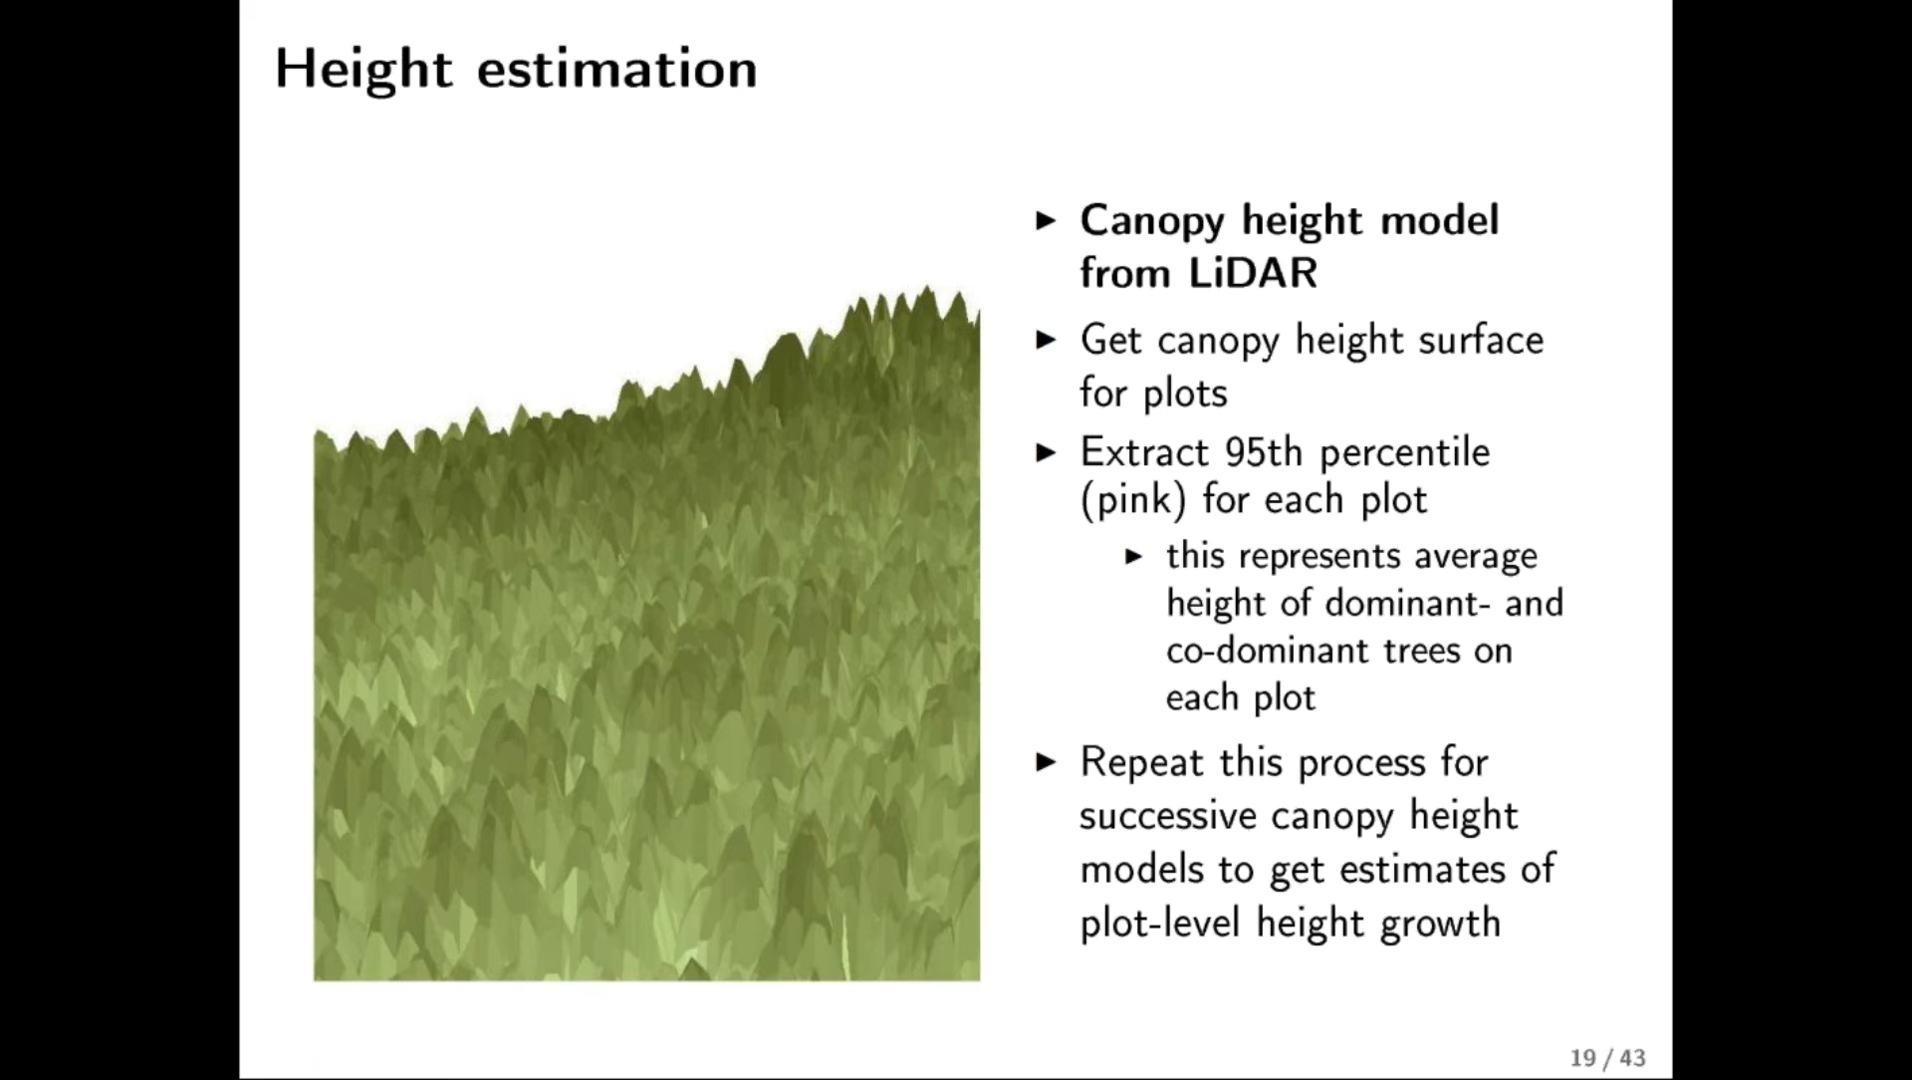 Height estimation
▶ Canopy height model
from LiDAR
▶ Get canopy height surface
for plots
▶ Extract 95th percentile
(pink) for each plot
▶ this represents average
height of dominant- and
co-dominant trees on
each plot
▶ Repeat this process for
successive canopy height
models to get estimates of
plot-level height growth
19 / 43